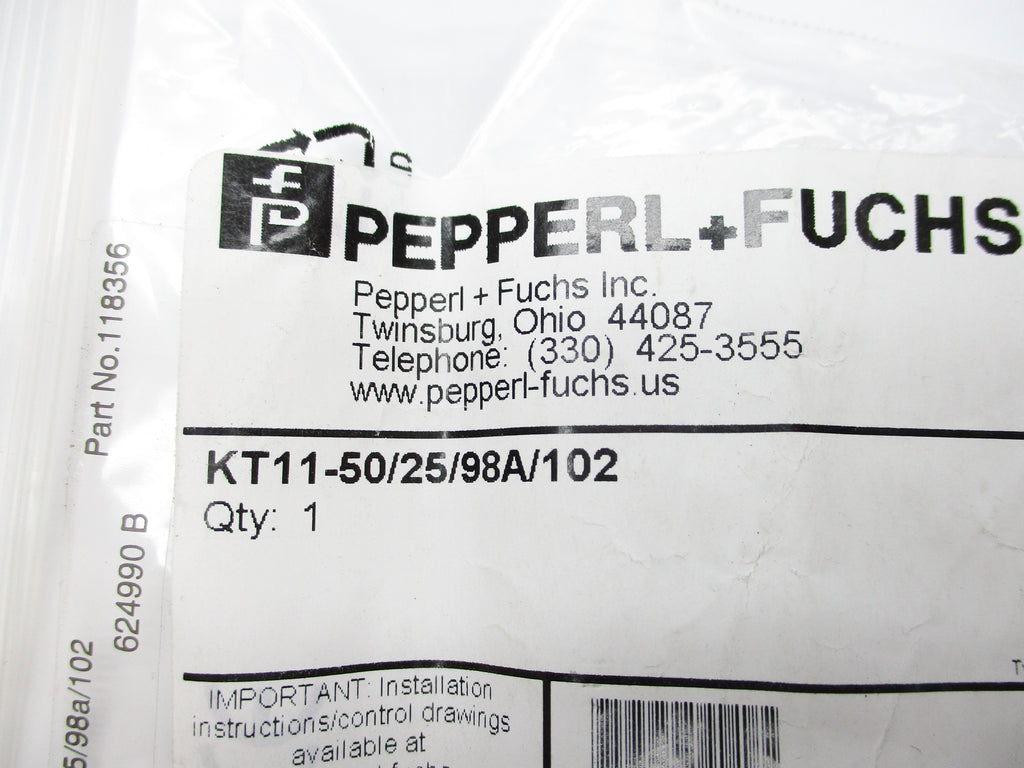 PEPPERL+FUCHS
Pepperl + Fuchs Inc.
Twinsburg, Ohio 44087
Telephone: (330) 425-3555
www.pepperl-fuchs.us
KT11-50/25/98A/102
Qty: 1
IMPORTANT: Installation
instructions/control drawings
available at
Part No. 118356
624990 B
5/98a/102